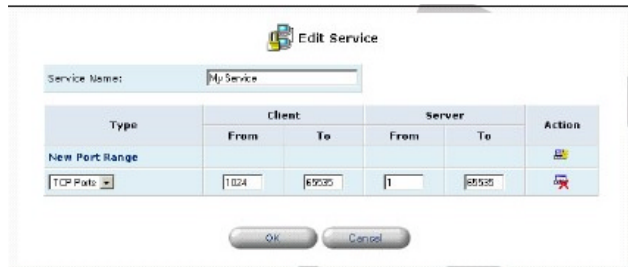 Edit Service
Service Name: My Service
Type Client Server Action
From To From To
New Port Range
TCP Ports 1024 65535 1 65535
OK Cancel